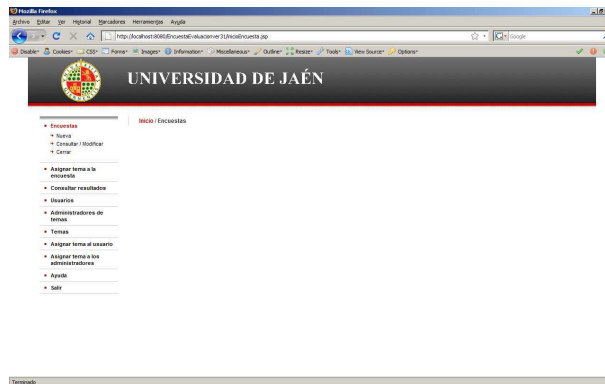 Mozilla Firefox
Archivo Editar Ver Historial Marcadores Herramientas Ayuda
http://localhost:8080/EncuestaEvaluacionver31/inicioEncuesta.jsp
Google
Disable Cookies CSS Forms Images Information Miscellaneous Outline Resize Tools View Source Options
UNIVERSIDAD DE JAÉN
Inicio / Encuestas
Encuestas
Nueva
Consultar / Modificar
Cerrar
Asignar tema a la
encuesta
Consultar resultados
Usuarios
Administradores de
temas
Temas
Asignar tema al usuario
Asignar tema a los
administradores
Ayuda
Salir
Terminado